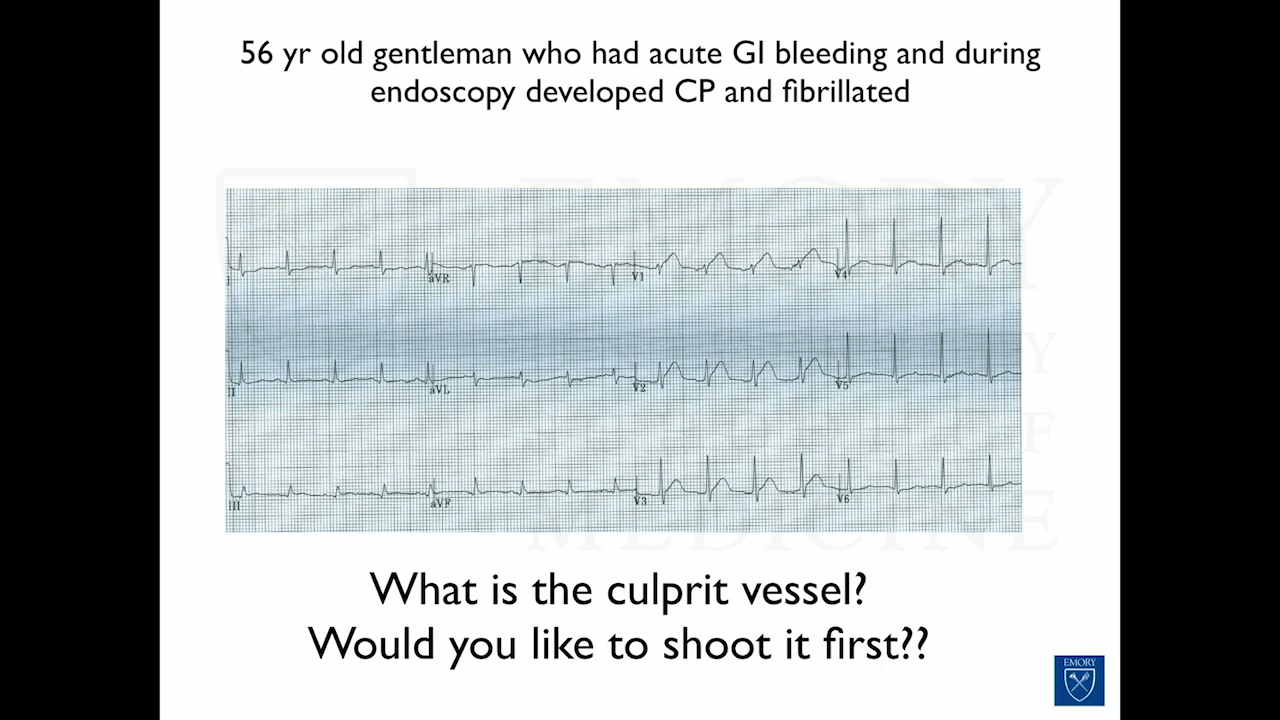 56 yr old gentleman who had acute GI bleeding and during
endoscopy developed CP and fibrillated
I
aVR
V1
V4
II
aVL
V2
V5
III
aVF
V3
V6
EMORY
Y
F
MEDICINE
What is the culprit vessel?
Would you like to shoot it first??
EMORY